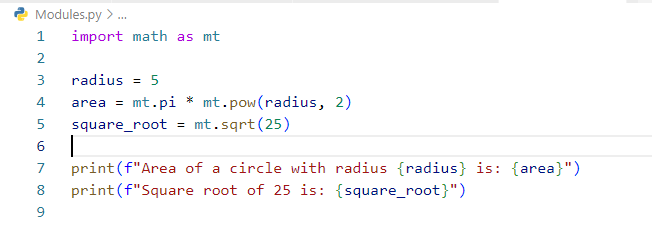 Modules.py > ...
1 import math as mt
2
3 radius = 5
4 area = mt.pi * mt.pow(radius, 2)
5 square_root = mt.sqrt(25)
6
7 print(f"Area of a circle with radius {radius} is: {area}")
8 print(f"Square root of 25 is: {square_root}")
9